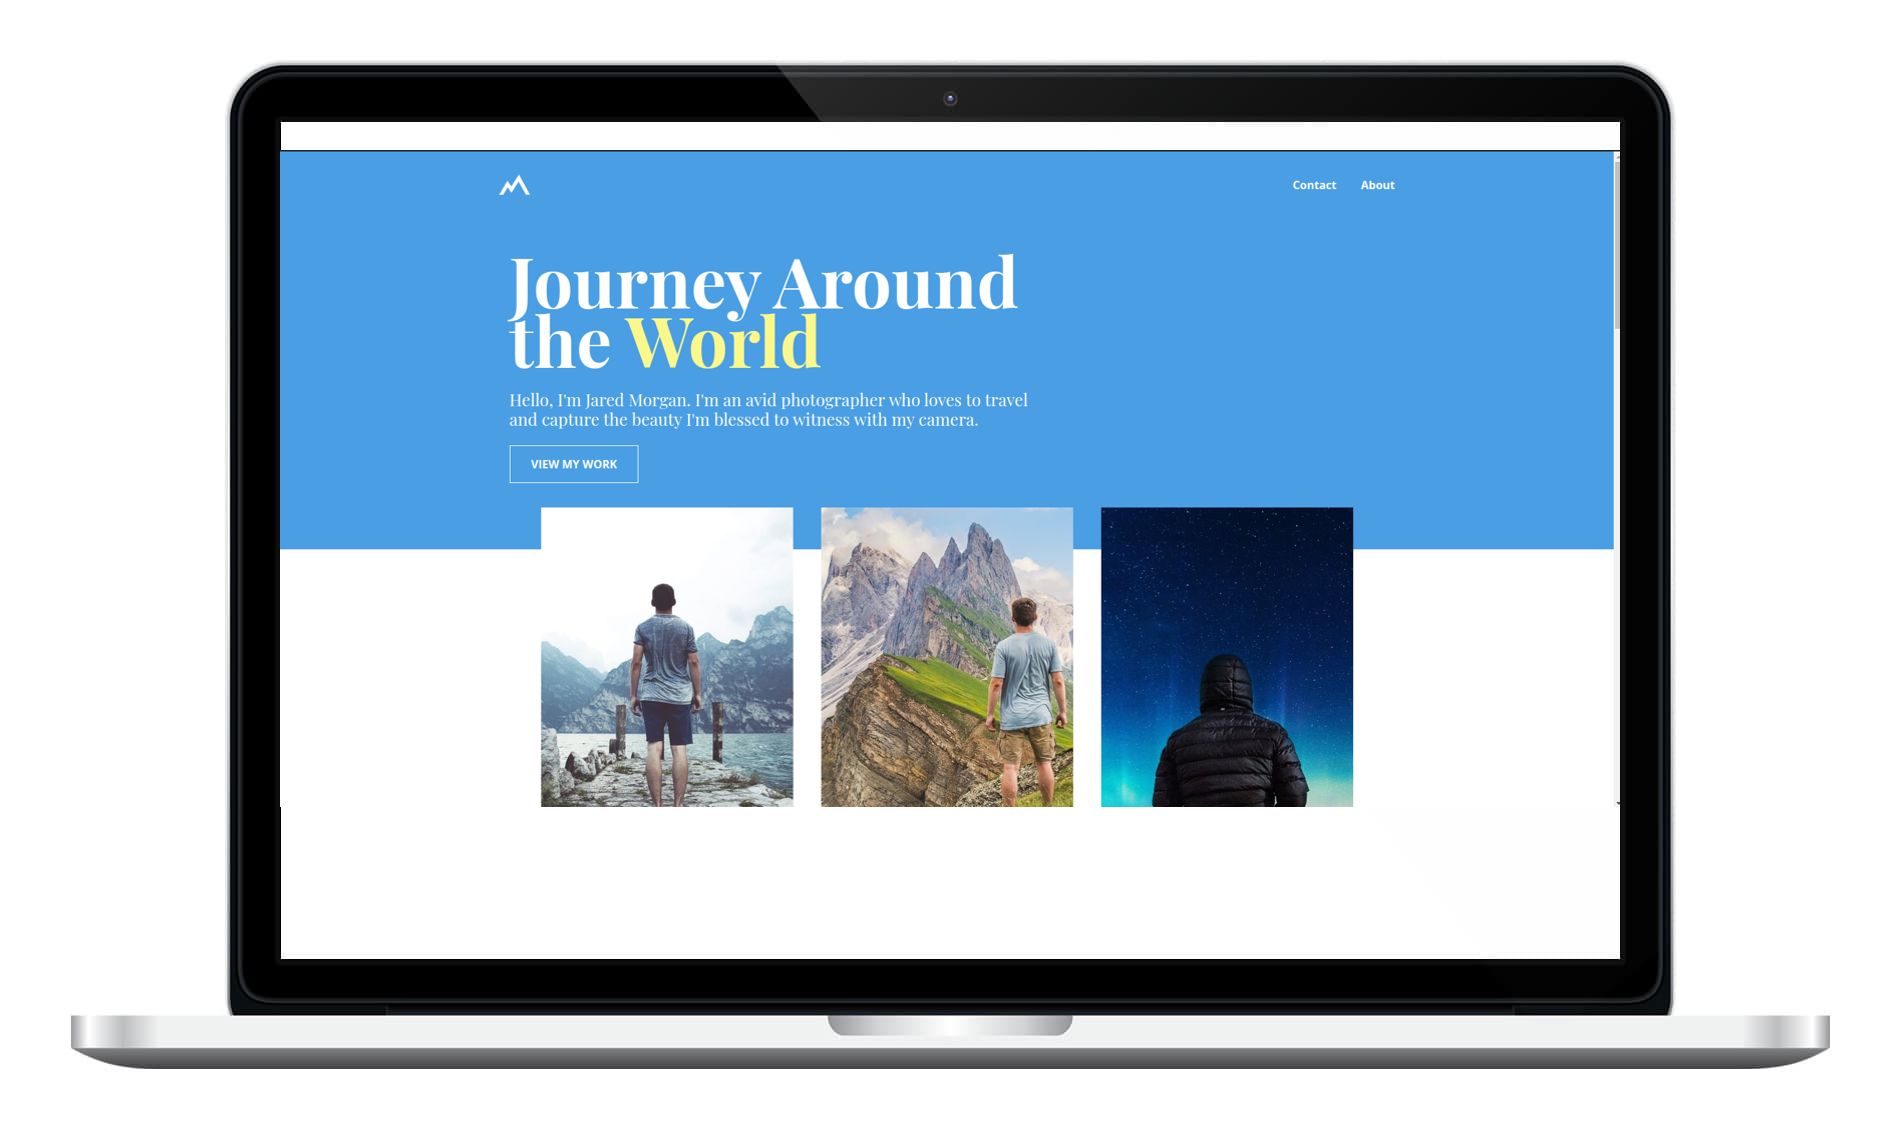 Contact About
Journey Around
the World
Hello, I'm Jared Morgan. I'm an avid photographer who loves to travel
and capture the beauty I'm blessed to witness with my camera.
VIEW MY WORK